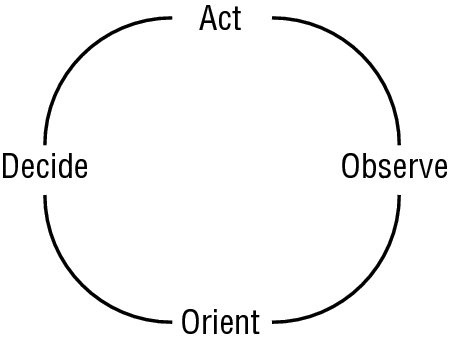 Act
Decide
Observe
Orient